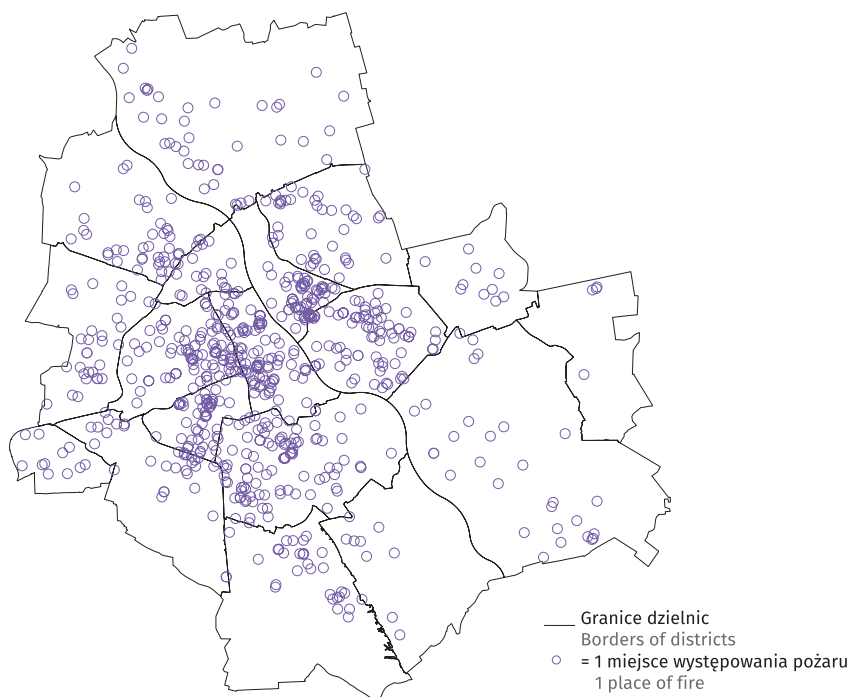 Granice dzielnic
Borders of districts
= 1 miejsce występowania pożaru
1 place of fire